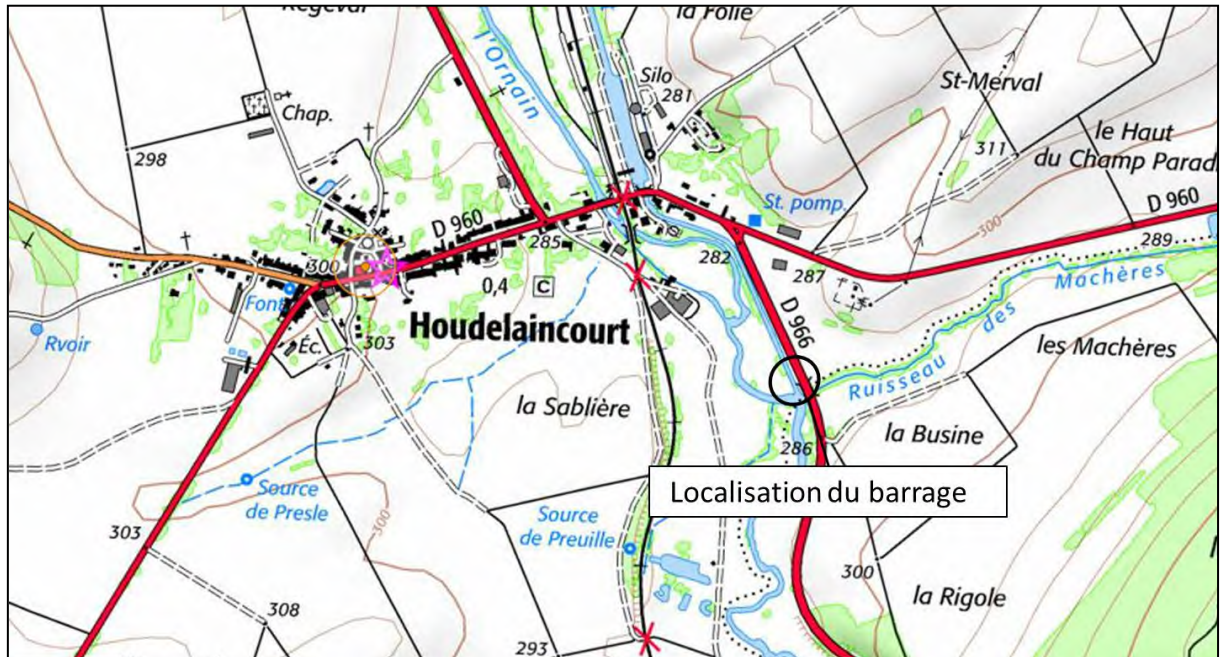 Régeval
la Folie
l'Ornain
Silo
281
St-Merval
Chap.
le Haut
du Champ Parad
298
311
D 960
St. pomp.
D 960
300
285
282
287
289
300
0,4
C
Machères
Font
Houdelaincourt
des
Rvoir
Éc.
303
D 966
Ruisseau
les Machères
la Sablière
la Busine
286
Localisation du barrage
Source
de Presle
300
Source
de Preuille
303
300
308
la Rigole
293